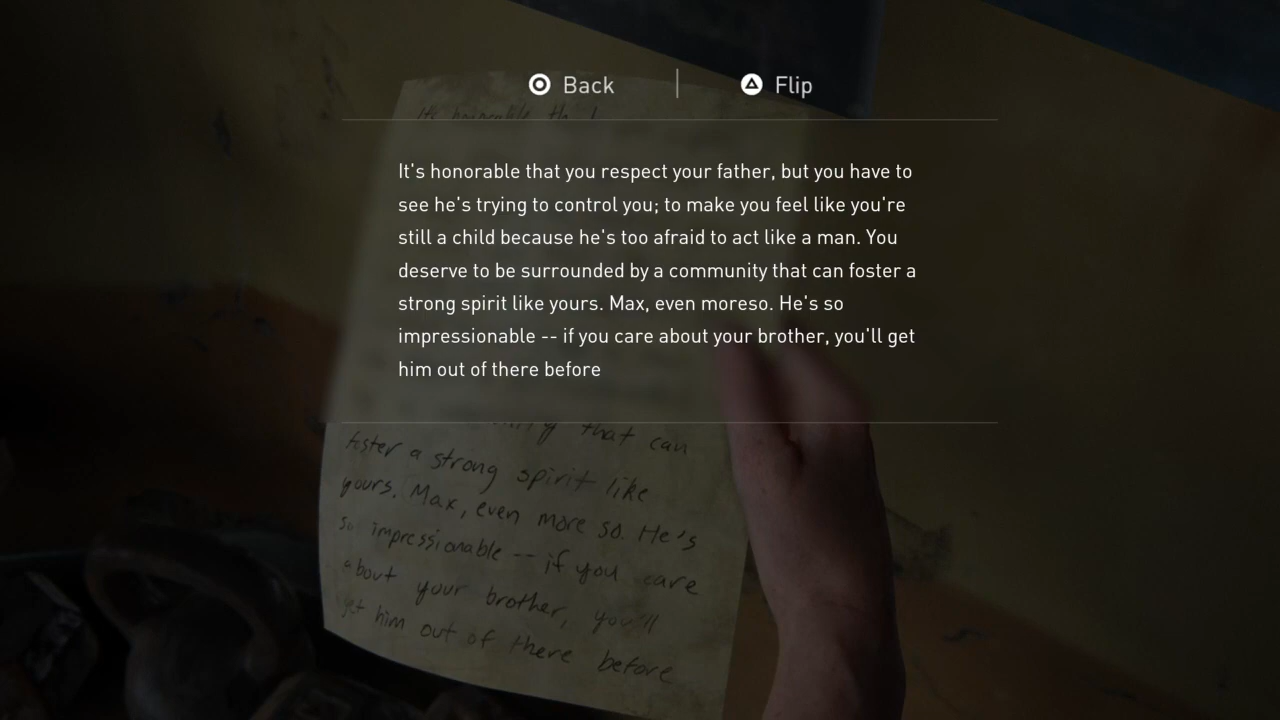 Back
Flip
It's honorable th
It's honorable that you respect your father, but you have to
see he's trying to control you; to make you feel like you're
still a child because he's too afraid to act like a man. You
deserve to be surrounded by a community that can foster a
strong spirit like yours. Max, even moreso. He's so
impressionable -- if you care about your brother, you'll get
him out of there before
that can
foster a strong spirit like
yours. Max, even more so. He's
so impressionable -- if you care
about your brother, you'll
get him out of there before